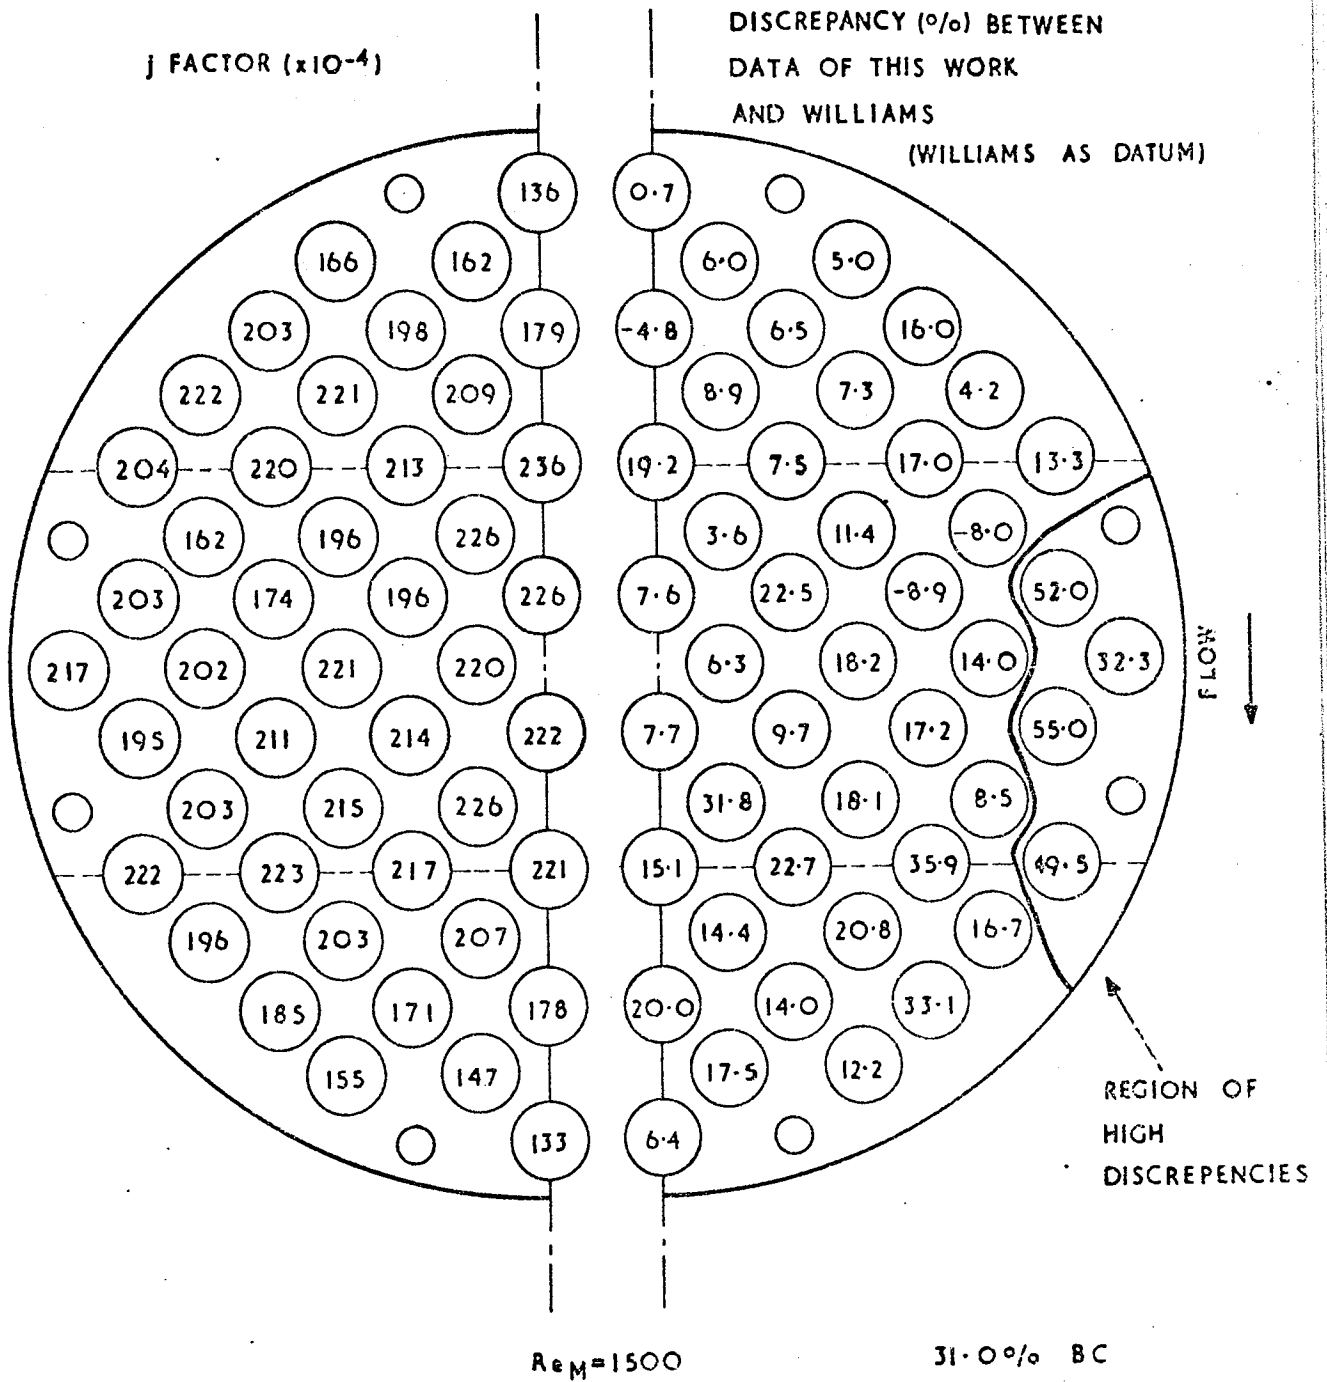 j FACTOR (x10-4)
DISCREPANCY (%) BETWEEN
DATA OF THIS WORK
AND WILLIAMS
(WILLIAMS AS DATUM)
136
0.7
166 162
6.0 5.0
203 198 179
-4.8 6.5 16.0
222 221 209
8.9 7.3 4.2
204 220 213 236
19.2 7.5 17.0 13.3
162 196 226
3.6 11.4 -8.0
203 174 196 226
7.6 22.5 -8.9 52.0
217 202 221 220
6.3 18.2 14.0 32.3
FLOW
195 211 214 222
7.7 9.7 17.2 55.0
203 215 226
31.8 18.1 8.5
222 223 217 221
15.1 22.7 35.9 49.5
196 203 207
14.4 20.8 16.7
185 171 178
20.0 14.0 33.1
155 147
17.5 12.2
133
6.4
REGION OF
HIGH
DISCREPENCIES
ReM=1500
31.0% BC